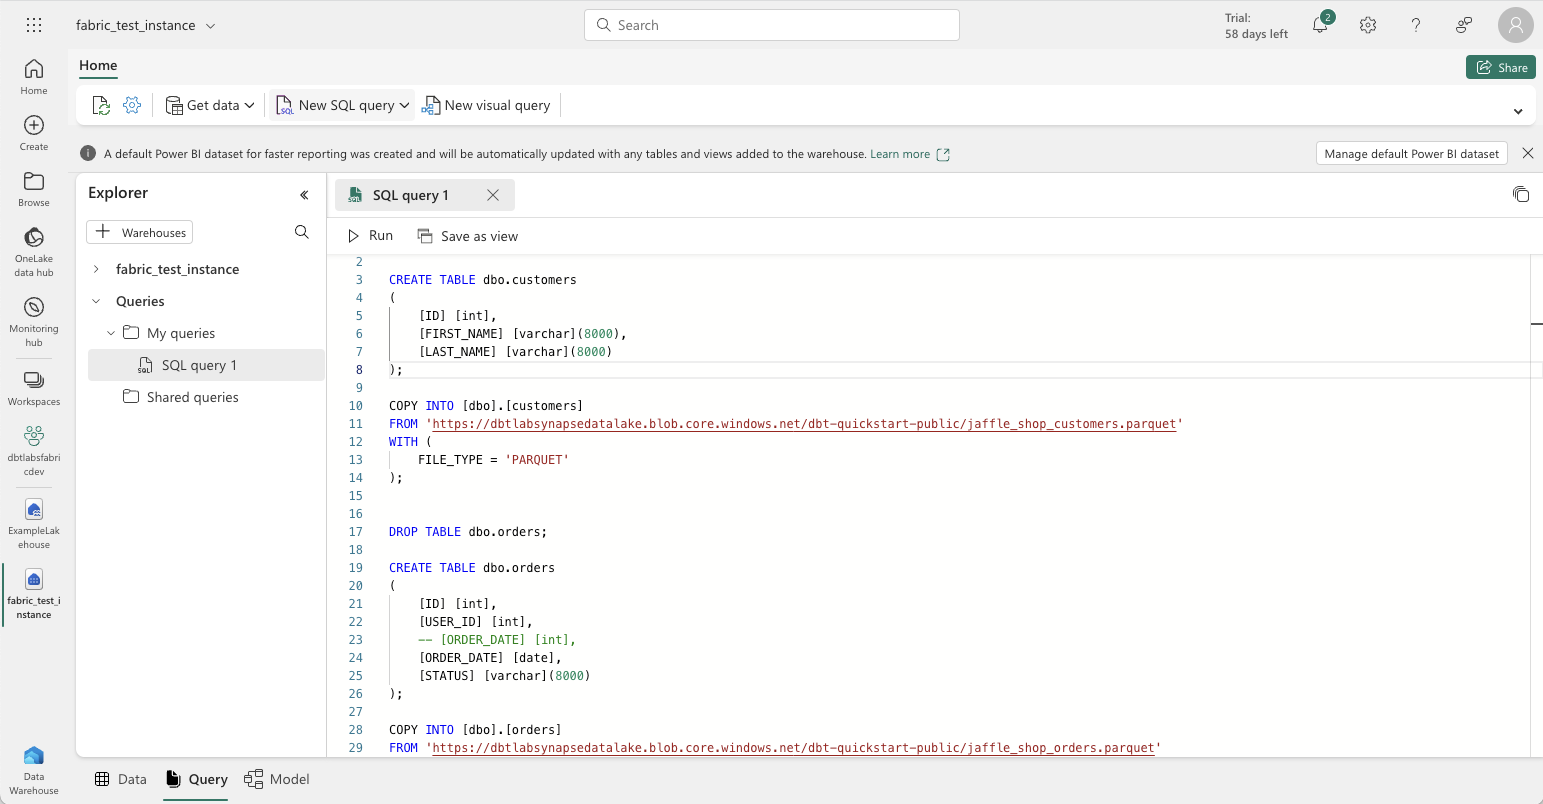 fabric_test_instance
Search
Trial:
58 days left
2
Home
Share
Get data
New SQL query
New visual query
A default Power BI dataset for faster reporting was created and will be automatically updated with any tables and views added to the warehouse. Learn more
Manage default Power BI dataset
Home
Create
Browse
OneLake
data hub
Monitoring
hub
Workspaces
dbtlabsfabri
cdev
ExampleLak
ehouse
fabric_test_i
nstance
Data
Warehouse
Explorer
Warehouses
fabric_test_instance
Queries
My queries
SQL query 1
Shared queries
SQL query 1
Run
Save as view
2
3 CREATE TABLE dbo.customers
4 (
5 [ID] [int],
6 [FIRST_NAME] [varchar](8000),
7 [LAST_NAME] [varchar](8000)
8 );
9
10 COPY INTO [dbo].[customers]
11 FROM 'https://dbtlabsynapsedatalake.blob.core.windows.net/dbt-quickstart-public/jaffle_shop_customers.parquet'
12 WITH (
13 FILE_TYPE = 'PARQUET'
14 );
15
16
17 DROP TABLE dbo.orders;
18
19 CREATE TABLE dbo.orders
20 (
21 [ID] [int],
22 [USER_ID] [int],
23 -- [ORDER_DATE] [int],
24 [ORDER_DATE] [date],
25 [STATUS] [varchar](8000)
26 );
27
28 COPY INTO [dbo].[orders]
29 FROM 'https://dbtlabsynapsedatalake.blob.core.windows.net/dbt-quickstart-public/jaffle_shop_orders.parquet'
Data
Query
Model